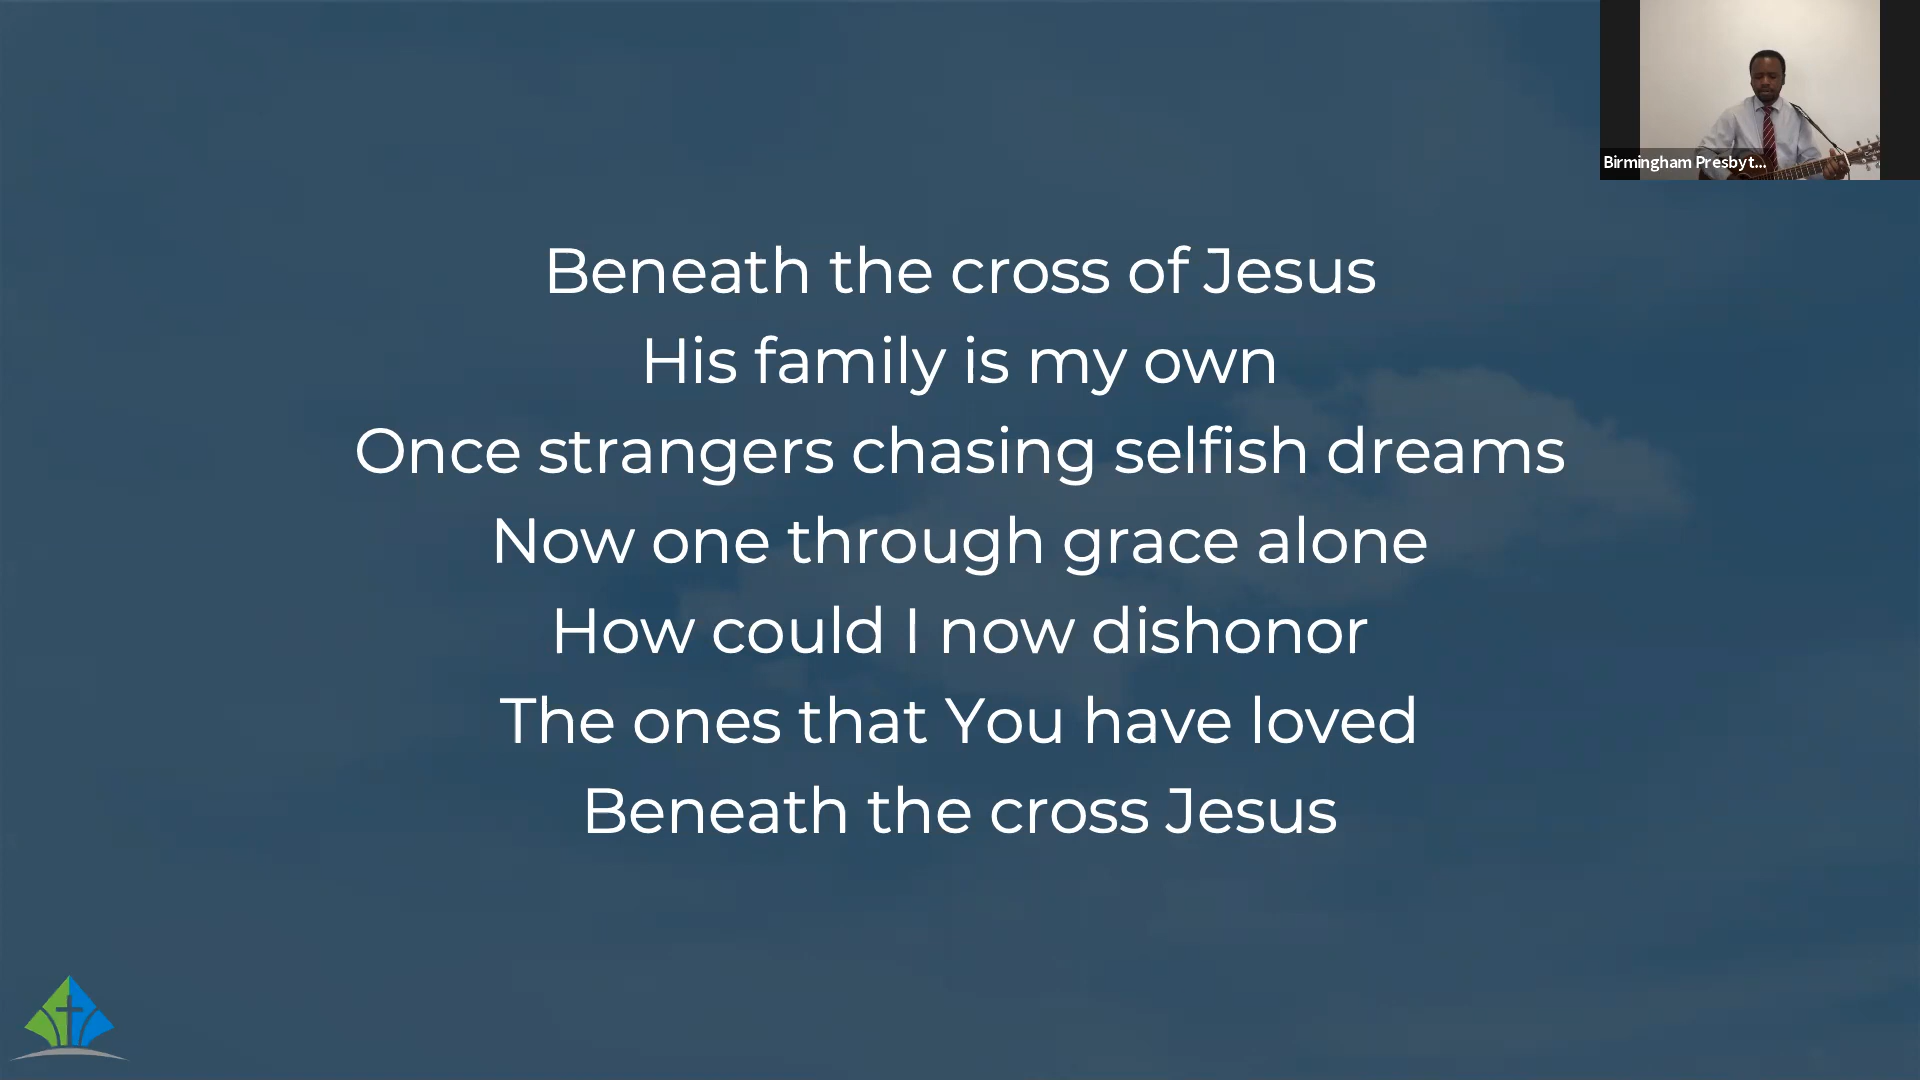 Birmingham Presbyt...
Beneath the cross of Jesus
His family is my own
Once strangers chasing selfish dreams
Now one through grace alone
How could I now dishonor
The ones that You have loved
Beneath the cross Jesus